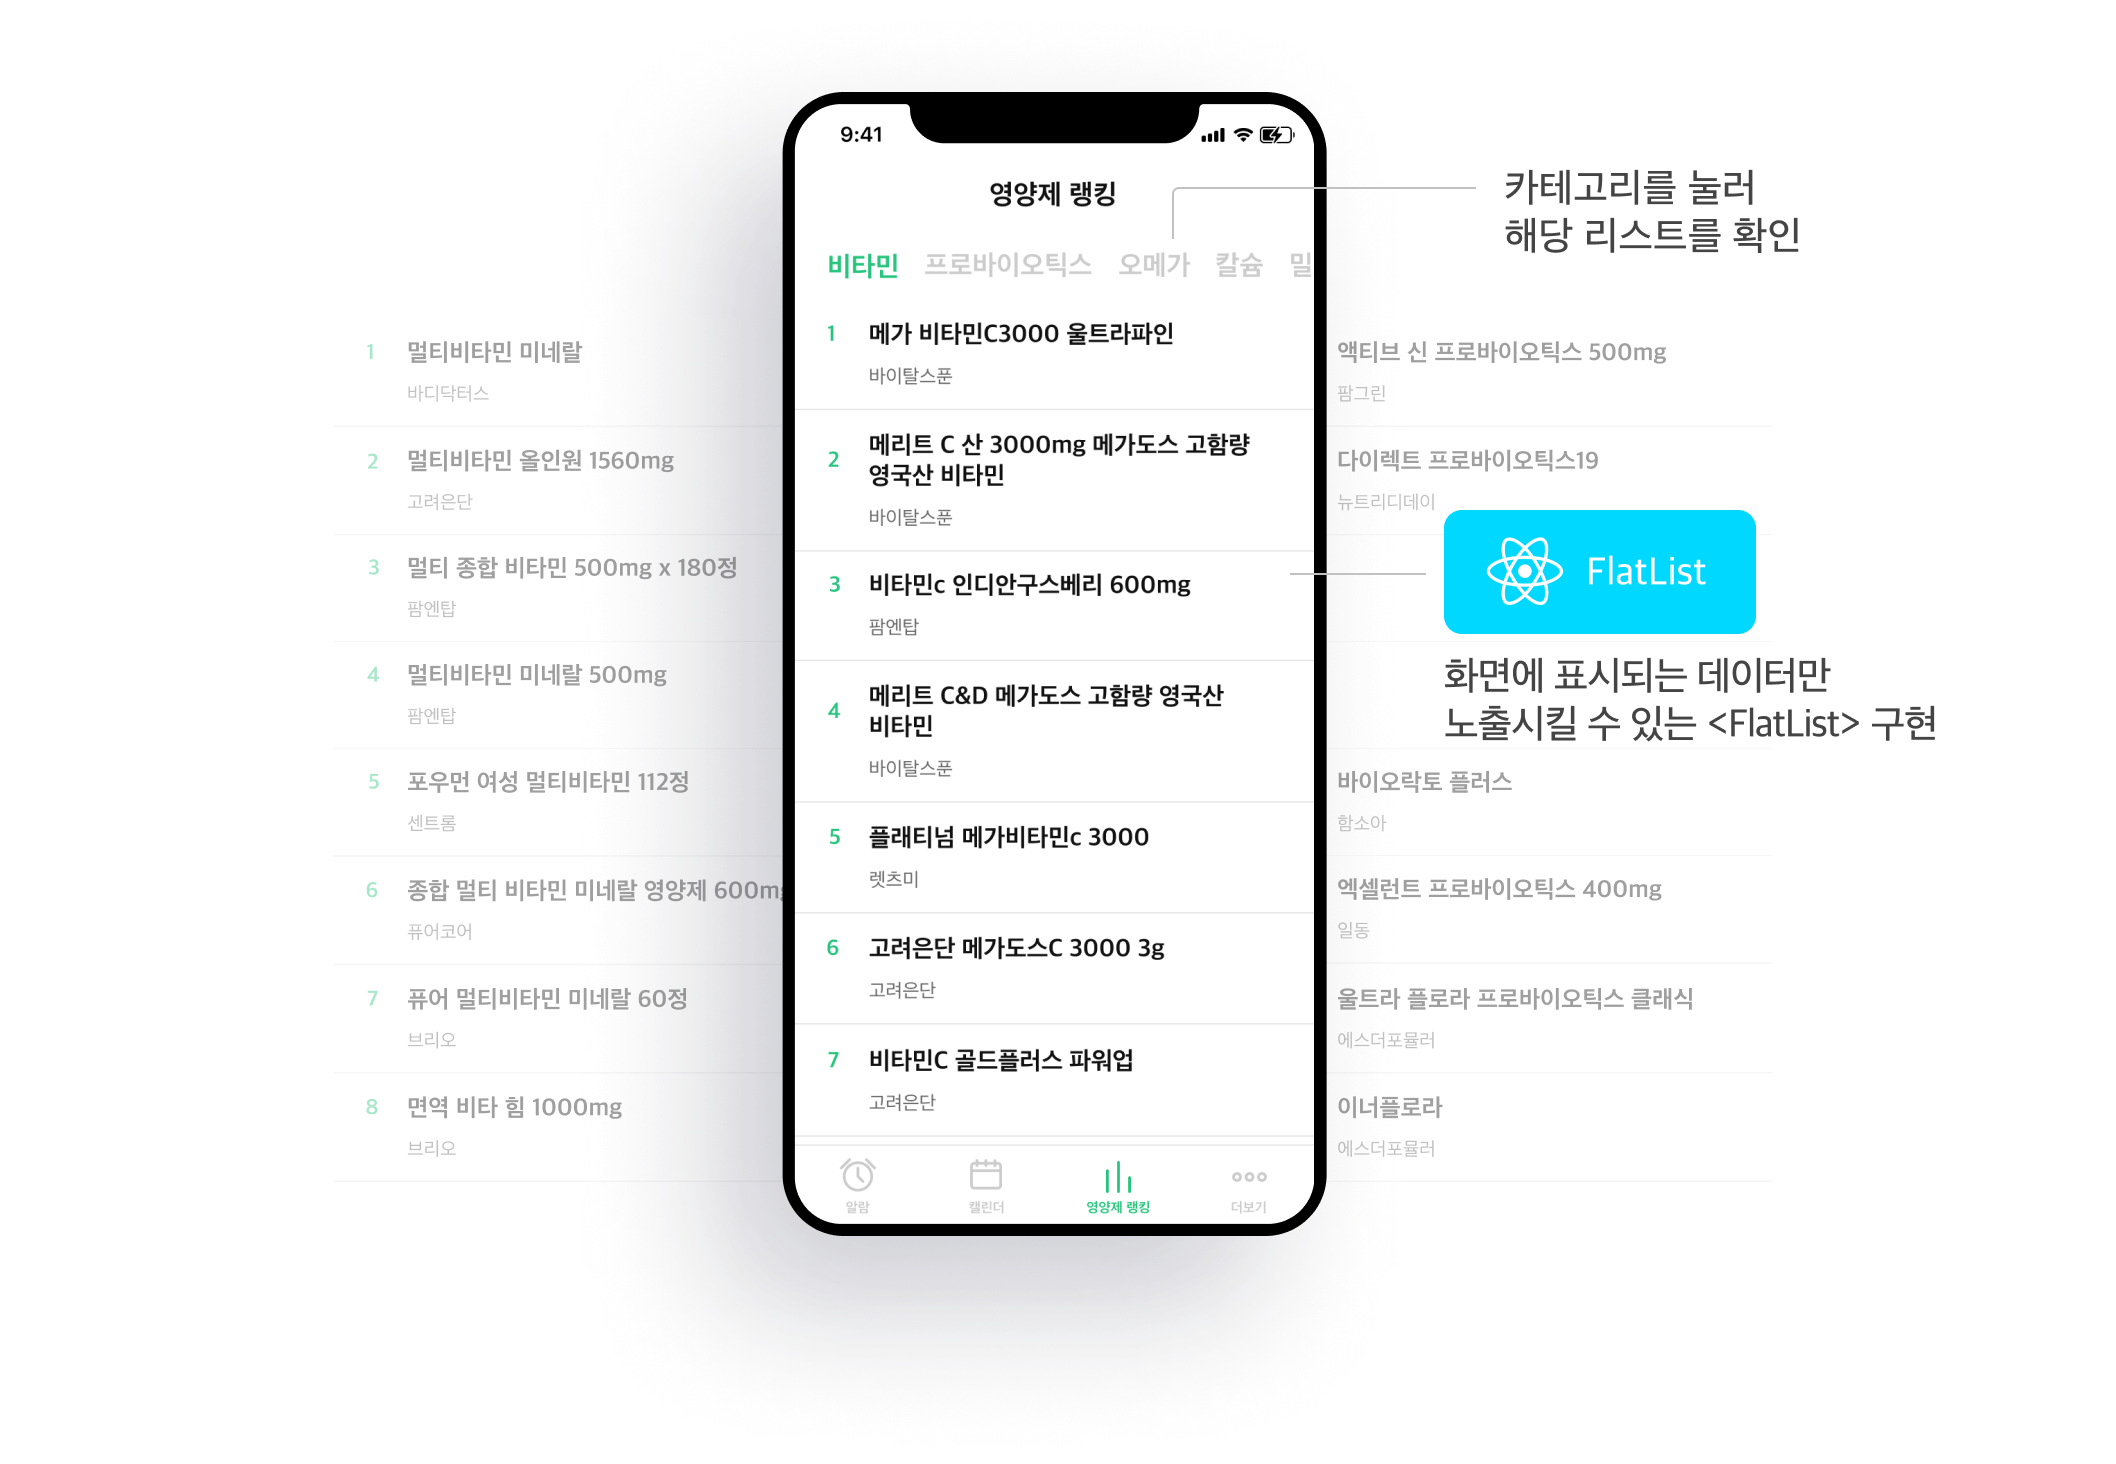 9:41
영양제 랭킹
비타민 프로바이오틱스 오메가 칼슘 밀
1 메가 비타민C3000 울트라파인
바이탈스푼
2 메리트 C 산 3000mg 메가도스 고함량
영국산 비타민
바이탈스푼
3 비타민c 인디안구스베리 600mg
팜엔탑
4 메리트 C&D 메가도스 고함량 영국산
비타민
바이탈스푼
5 플래티넘 메가비타민c 3000
렛츠미
6 고려은단 메가도스C 3000 3g
고려은단
7 비타민C 골드플러스 파워업
고려은단
알람 캘린더 영양제 랭킹 더보기
1 멀티비타민 미네랄
바디닥터스
2 멀티비타민 올인원 1560mg
고려은단
3 멀티 종합 비타민 500mg x 180정
팜엔탑
4 멀티비타민 미네랄 500mg
팜엔탑
5 포우먼 여성 멀티비타민 112정
센트롬
6 종합 멀티 비타민 미네랄 영양제 600mg
퓨어코어
7 퓨어 멀티비타민 미네랄 60정
브리오
8 면역 비타 힘 1000mg
브리오
카테고리를 눌러
해당 리스트를 확인
액티브 신 프로바이오틱스 500mg
팜그린
다이렉트 프로바이오틱스19
뉴트리디데이
FlatList
화면에 표시되는 데이터만
노출시킬 수 있는 <FlatList> 구현
바이오락토 플러스
함소아
엑셀런트 프로바이오틱스 400mg
일동
울트라 플로라 프로바이오틱스 클래식
에스더포뮬러
이너플로라
에스더포뮬러